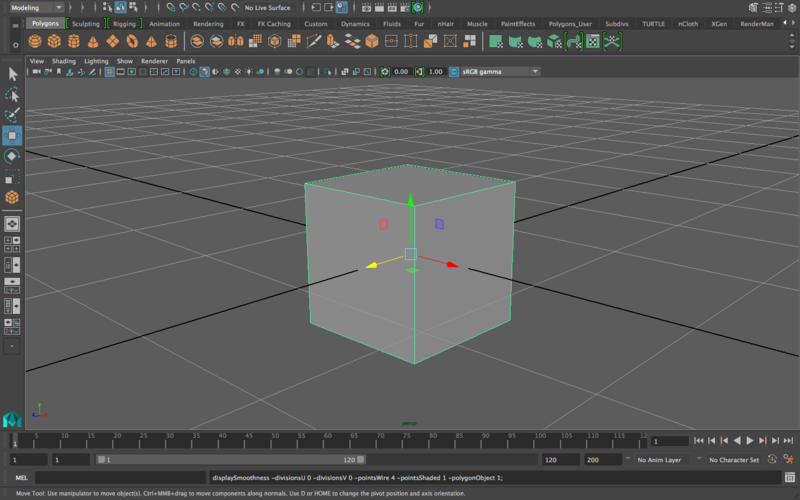 Modeling No Live Surface
Polygons Sculpting Rigging Animation Rendering FX FX Caching Custom Dynamics Fluids Fur nHair Muscle PaintEffects Polygons_User Subdivs TURTLE nCloth XGen RenderMan
View Shading Lighting Show Renderer Panels
0.00 1.00 sRGB gamma
persp
1 5 10 15 20 25 30 35 40 45 50 55 60 65 70 75 80 85 90 95 100 105 110 115 12 1
1 1 1 120 120 200 No Anim Layer No Character Set
MEL displaySmoothness -divisionsU 0 -divisionsV 0 -pointsWire 4 -pointsShaded 1 -polygonObject 1;
Move Tool: Use manipulator to move object(s). Ctrl+MMB+drag to move components along normals. Use D or HOME to change the pivot position and axis orientation.